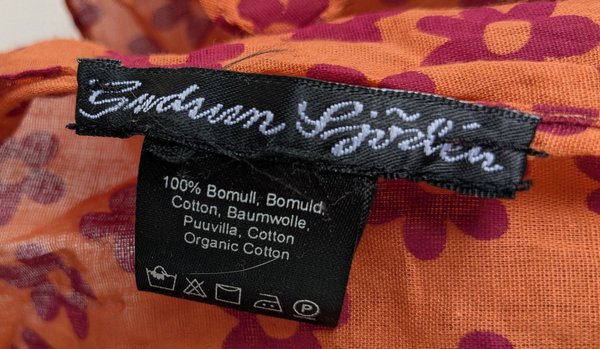 Gudrun Sjödén
100% Bomull, Bomuld,
Cotton, Baumwolle,
Puuvilla, Cotton
Organic Cotton
P